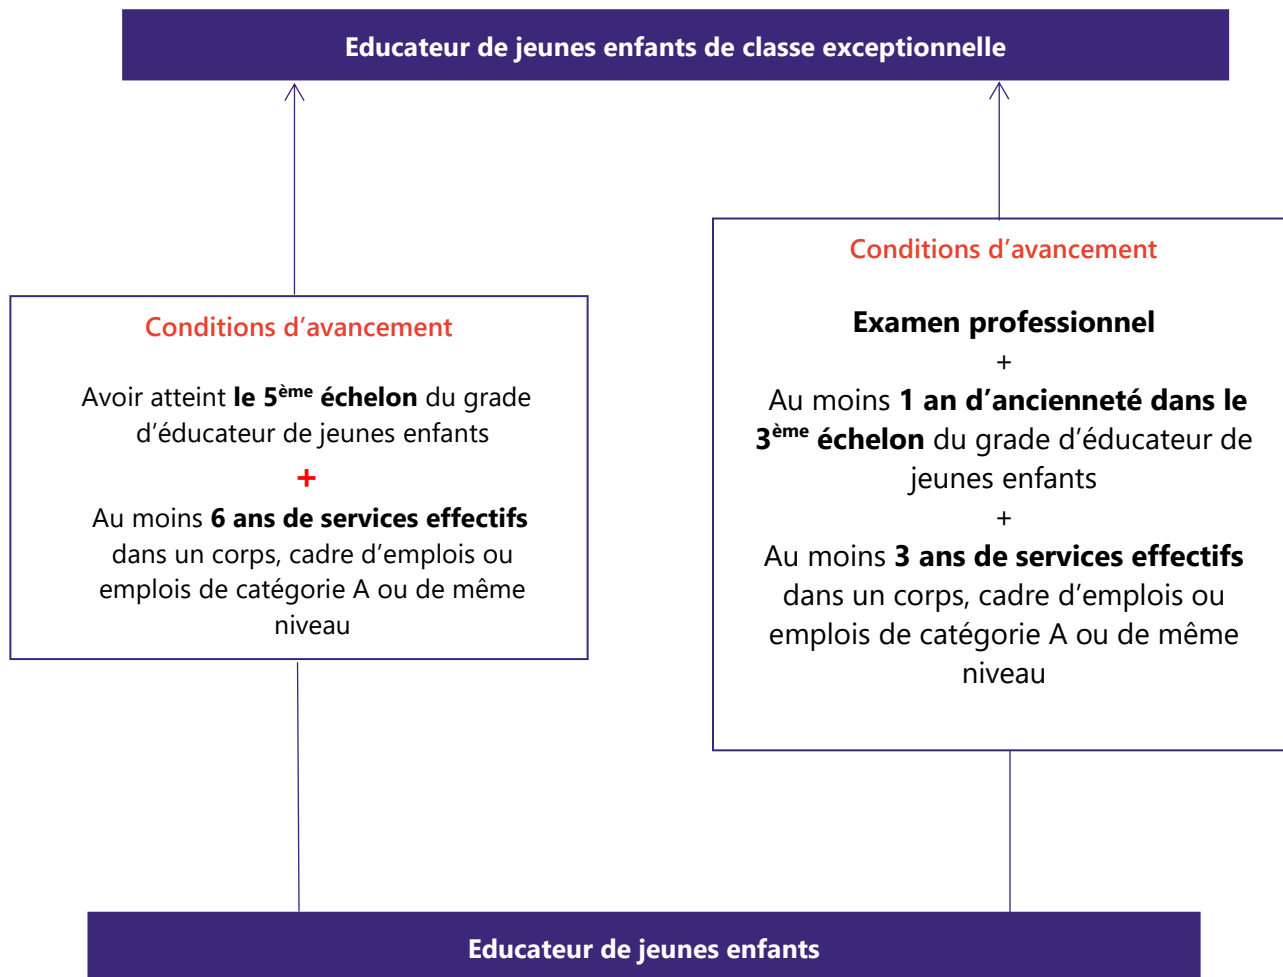 Educateur de jeunes enfants de classe exceptionnelle
Conditions d’avancement
Avoir atteint le 5ème échelon du grade
d’éducateur de jeunes enfants
+
Au moins 6 ans de services effectifs
dans un corps, cadre d’emplois ou
emplois de catégorie A ou de même
niveau
Conditions d’avancement
Examen professionnel
+
Au moins 1 an d’ancienneté dans le
3ème échelon du grade d’éducateur de
jeunes enfants
+
Au moins 3 ans de services effectifs
dans un corps, cadre d’emplois ou
emplois de catégorie A ou de même
niveau
Educateur de jeunes enfants